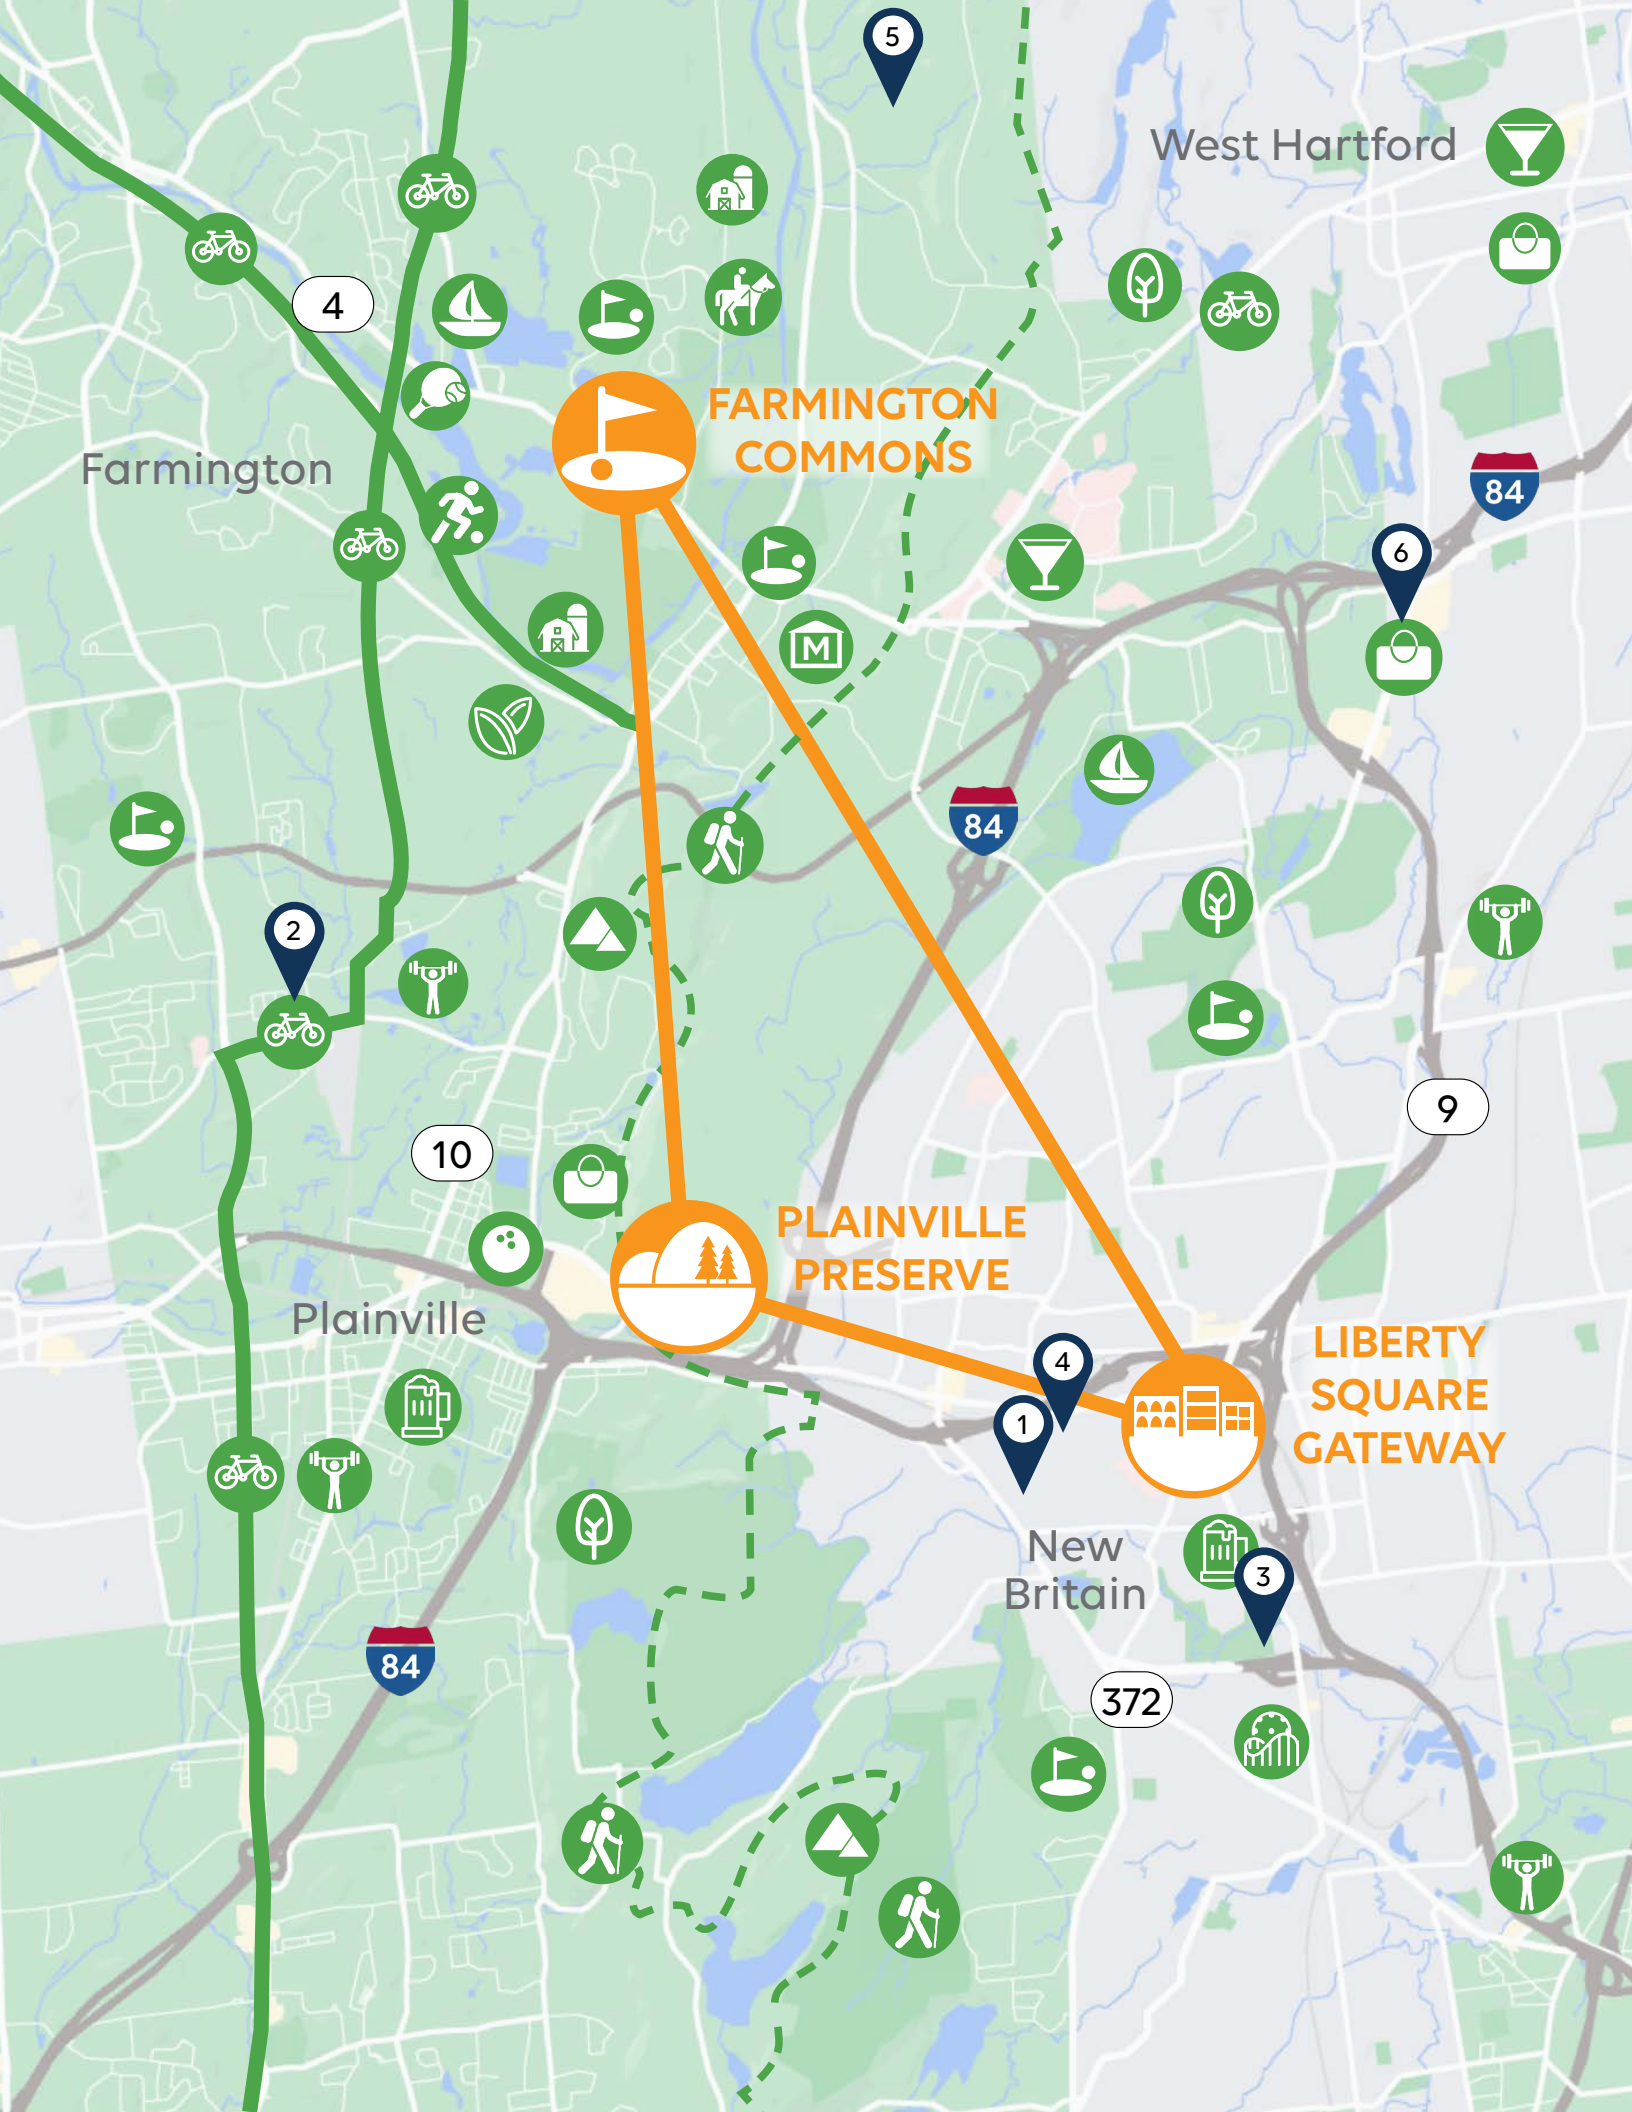 5
West Hartford
4
FARMINGTON
COMMONS
Farmington
84
6
M
84
2
9
10
PLAINVILLE
PRESERVE
Plainville
LIBERTY
SQUARE
GATEWAY
4
1
New
Britain
3
84
372